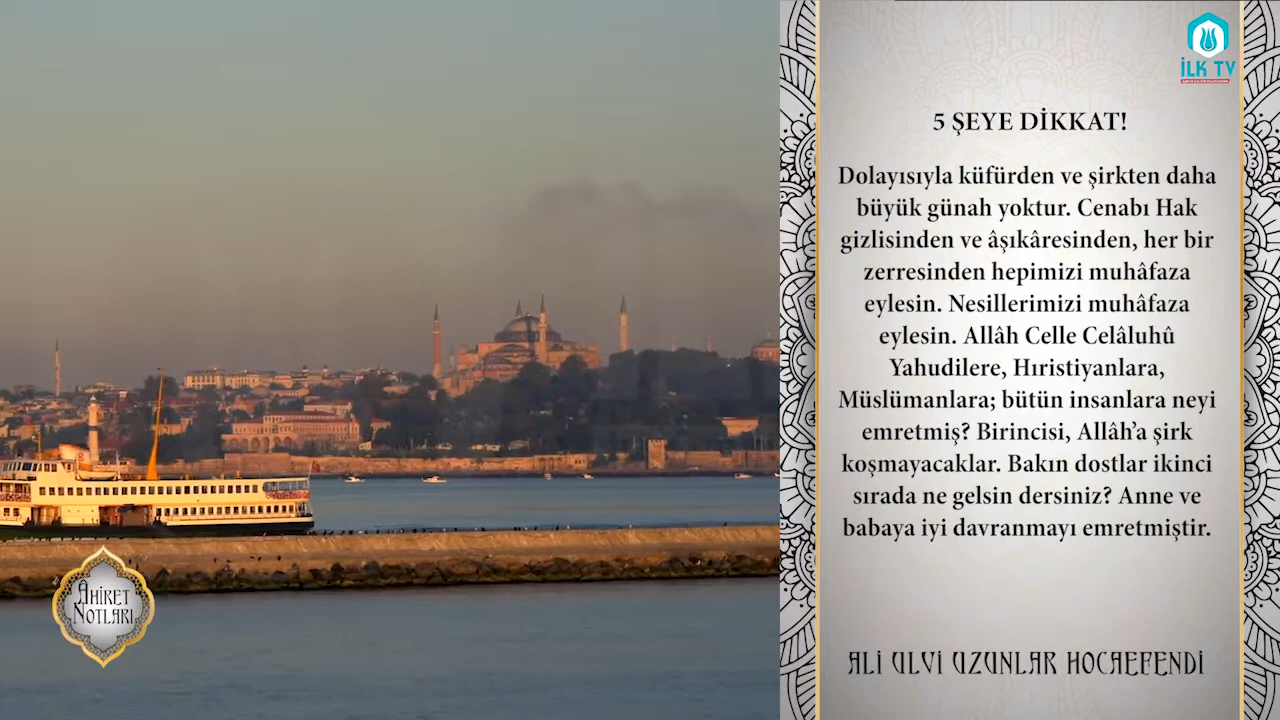 İLK TV
5 ŞEYE DİKKAT!
Dolayısıyla küfürden ve şirkten daha
büyük günah yoktur. Cenabı Hak
gizlisinden ve âşıkâresinden, her bir
zerresinden hepimizi muhâfaza
eylesin. Nesillerimizi muhâfaza
eylesin. Allâh Celle Celâluhû
Yahudilere, Hıristiyanlara,
Müslümanlara; bütün insanlara neyi
emretmiş? Birincisi, Allâh’a şirk
koşmayacaklar. Bakın dostlar ikinci
sırada ne gelsin dersiniz? Anne ve
babaya iyi davranmayı emretmiştir.
ALİ ULVİ UZUNLAR HOCAEFENDİ
ÂHİRET
NOTLARI